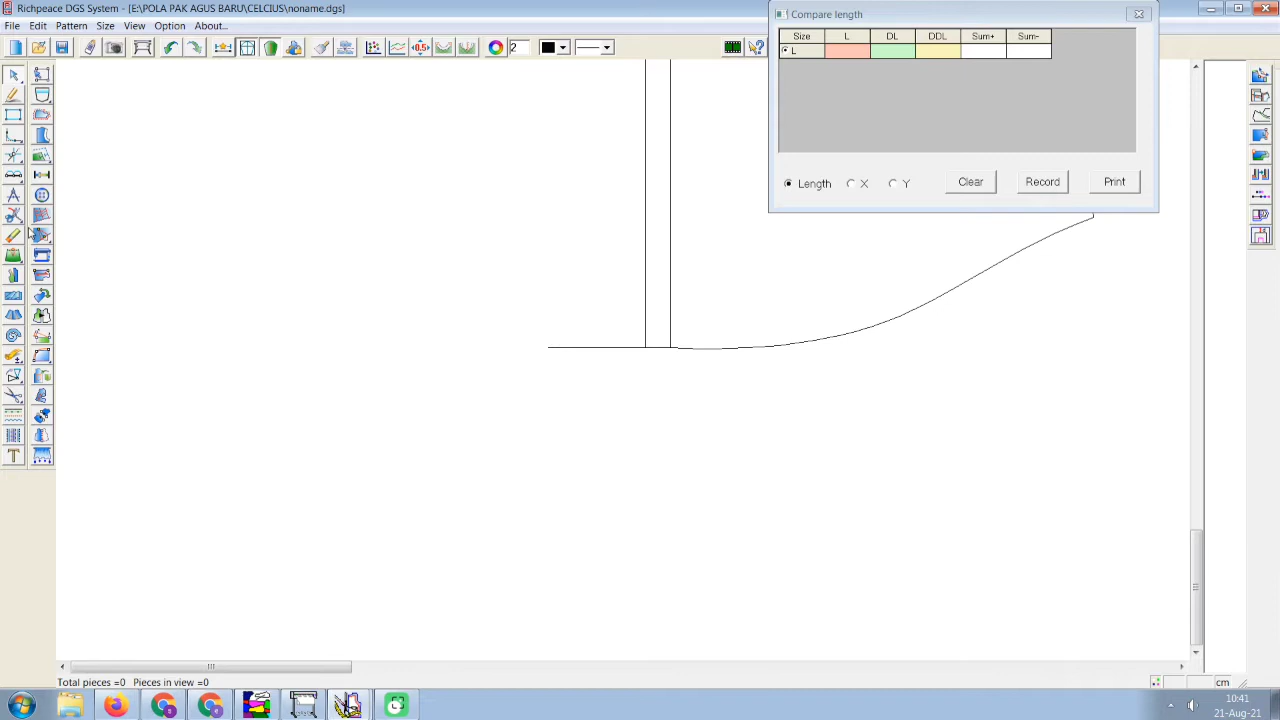 Richpeace DGS System - [E:\POLA PAK AGUS BARU\CELCIUS\noname.dgs]
File Edit Pattern Size View Option About...
2
Compare length
Size L DL DDL Sum+ Sum-
L
Length X Y Clear Record Print
T
Total pieces =0 Pieces in view =0
cm
10:41
21-Aug-21